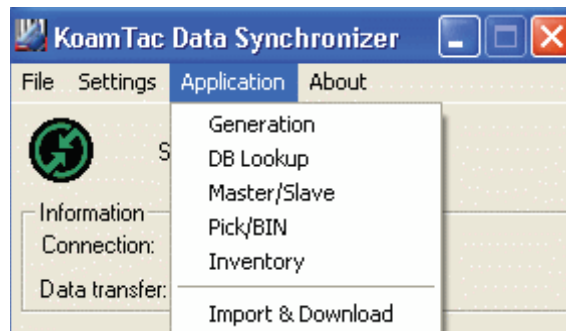 KoamTac Data Synchronizer
File Settings Application About
Generation
S
DB Lookup
Master/Slave
Information
Pick/BIN
Connection:
Inventory
Data transfer:
Import & Download